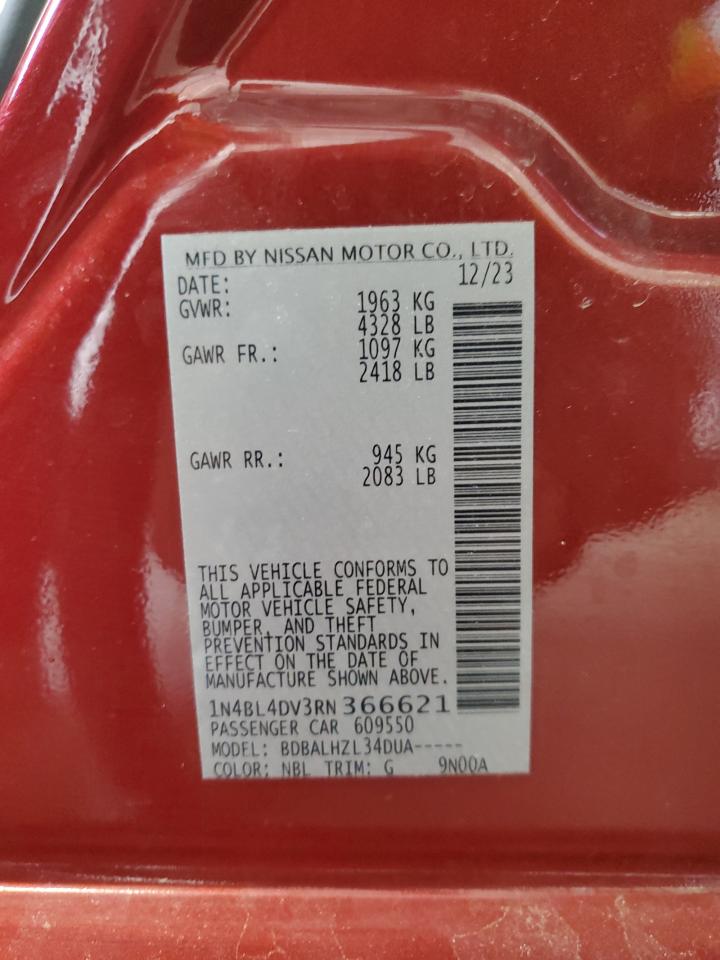 MFD BY NISSAN MOTOR CO., LTD.
DATE: 12/23
GVWR: 1963 KG
4328 LB
GAWR FR.: 1097 KG
2418 LB
GAWR RR.: 945 KG
2083 LB
THIS VEHICLE CONFORMS TO
ALL APPLICABLE FEDERAL
MOTOR VEHICLE SAFETY,
BUMPER, AND THEFT
PREVENTION STANDARDS IN
EFFECT ON THE DATE OF
MANUFACTURE SHOWN ABOVE.
1N4BL4DV3RN366621
PASSENGER CAR 609550
MODEL: BDBALHZL34DUA-----
COLOR: NBL TRIM: G 9N00A